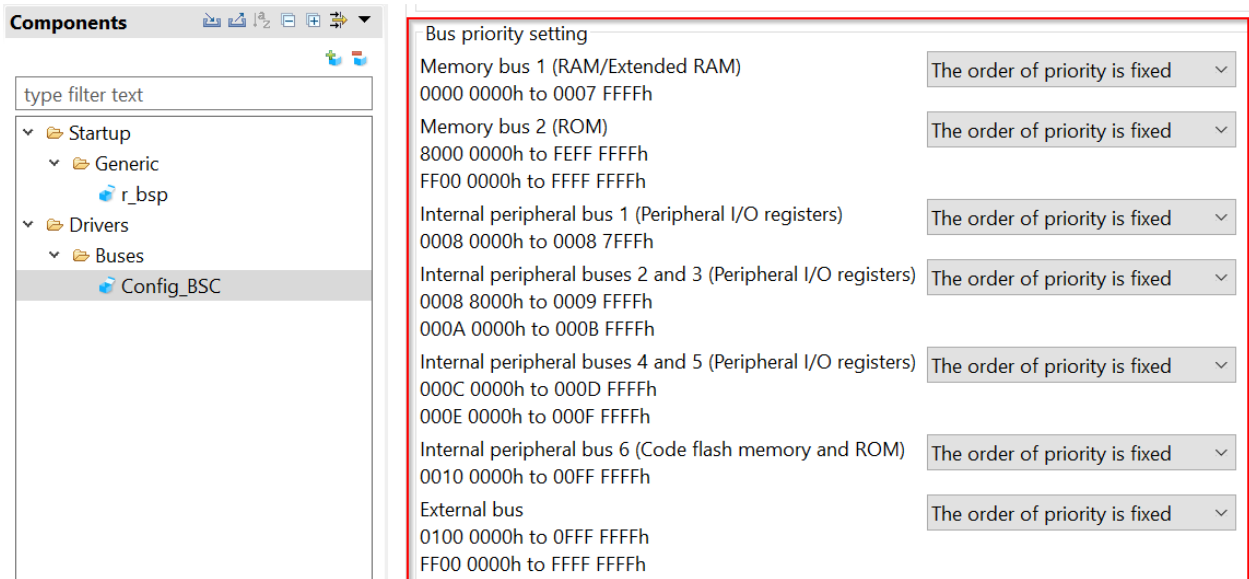 Components
type filter text
Startup
Generic
r_bsp
Drivers
Buses
Config_BSC
Bus priority setting
Memory bus 1 (RAM/Extended RAM)
The order of priority is fixed
0000 0000h to 0007 FFFFh
Memory bus 2 (ROM)
The order of priority is fixed
8000 0000h to FEFF FFFFh
FF00 0000h to FFFF FFFFh
Internal peripheral bus 1 (Peripheral I/O registers)
The order of priority is fixed
0008 0000h to 0008 7FFFh
Internal peripheral buses 2 and 3 (Peripheral I/O registers)
The order of priority is fixed
0008 8000h to 0009 FFFFh
000A 0000h to 000B FFFFh
Internal peripheral buses 4 and 5 (Peripheral I/O registers)
The order of priority is fixed
000C 0000h to 000D FFFFh
000E 0000h to 000F FFFFh
Internal peripheral bus 6 (Code flash memory and ROM)
The order of priority is fixed
0010 0000h to 00FF FFFFh
External bus
The order of priority is fixed
0100 0000h to 0FFF FFFFh
FF00 0000h to FFFF FFFFh